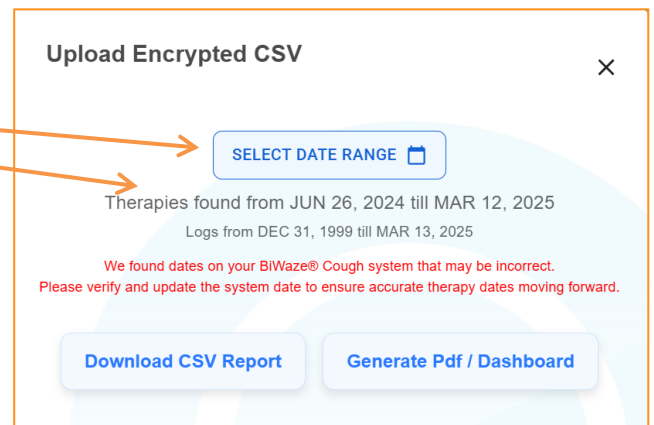 Upload Encrypted CSV
SELECT DATE RANGE
Therapies found from JUN 26, 2024 till MAR 12, 2025
Logs from DEC 31, 1999 till MAR 13, 2025
We found dates on your BiWaze® Cough system that may be incorrect.
Please verify and update the system date to ensure accurate therapy dates moving forward.
Download CSV Report
Generate Pdf / Dashboard